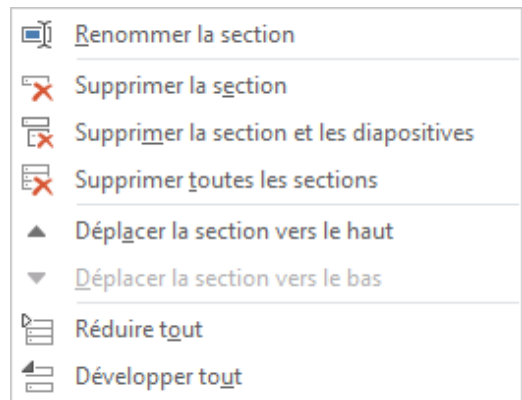 Renommer la section
Supprimer la section
Supprimer la section et les diapositives
Supprimer toutes les sections
Déplacer la section vers le haut
Déplacer la section vers le bas
Réduire tout
Développer tout